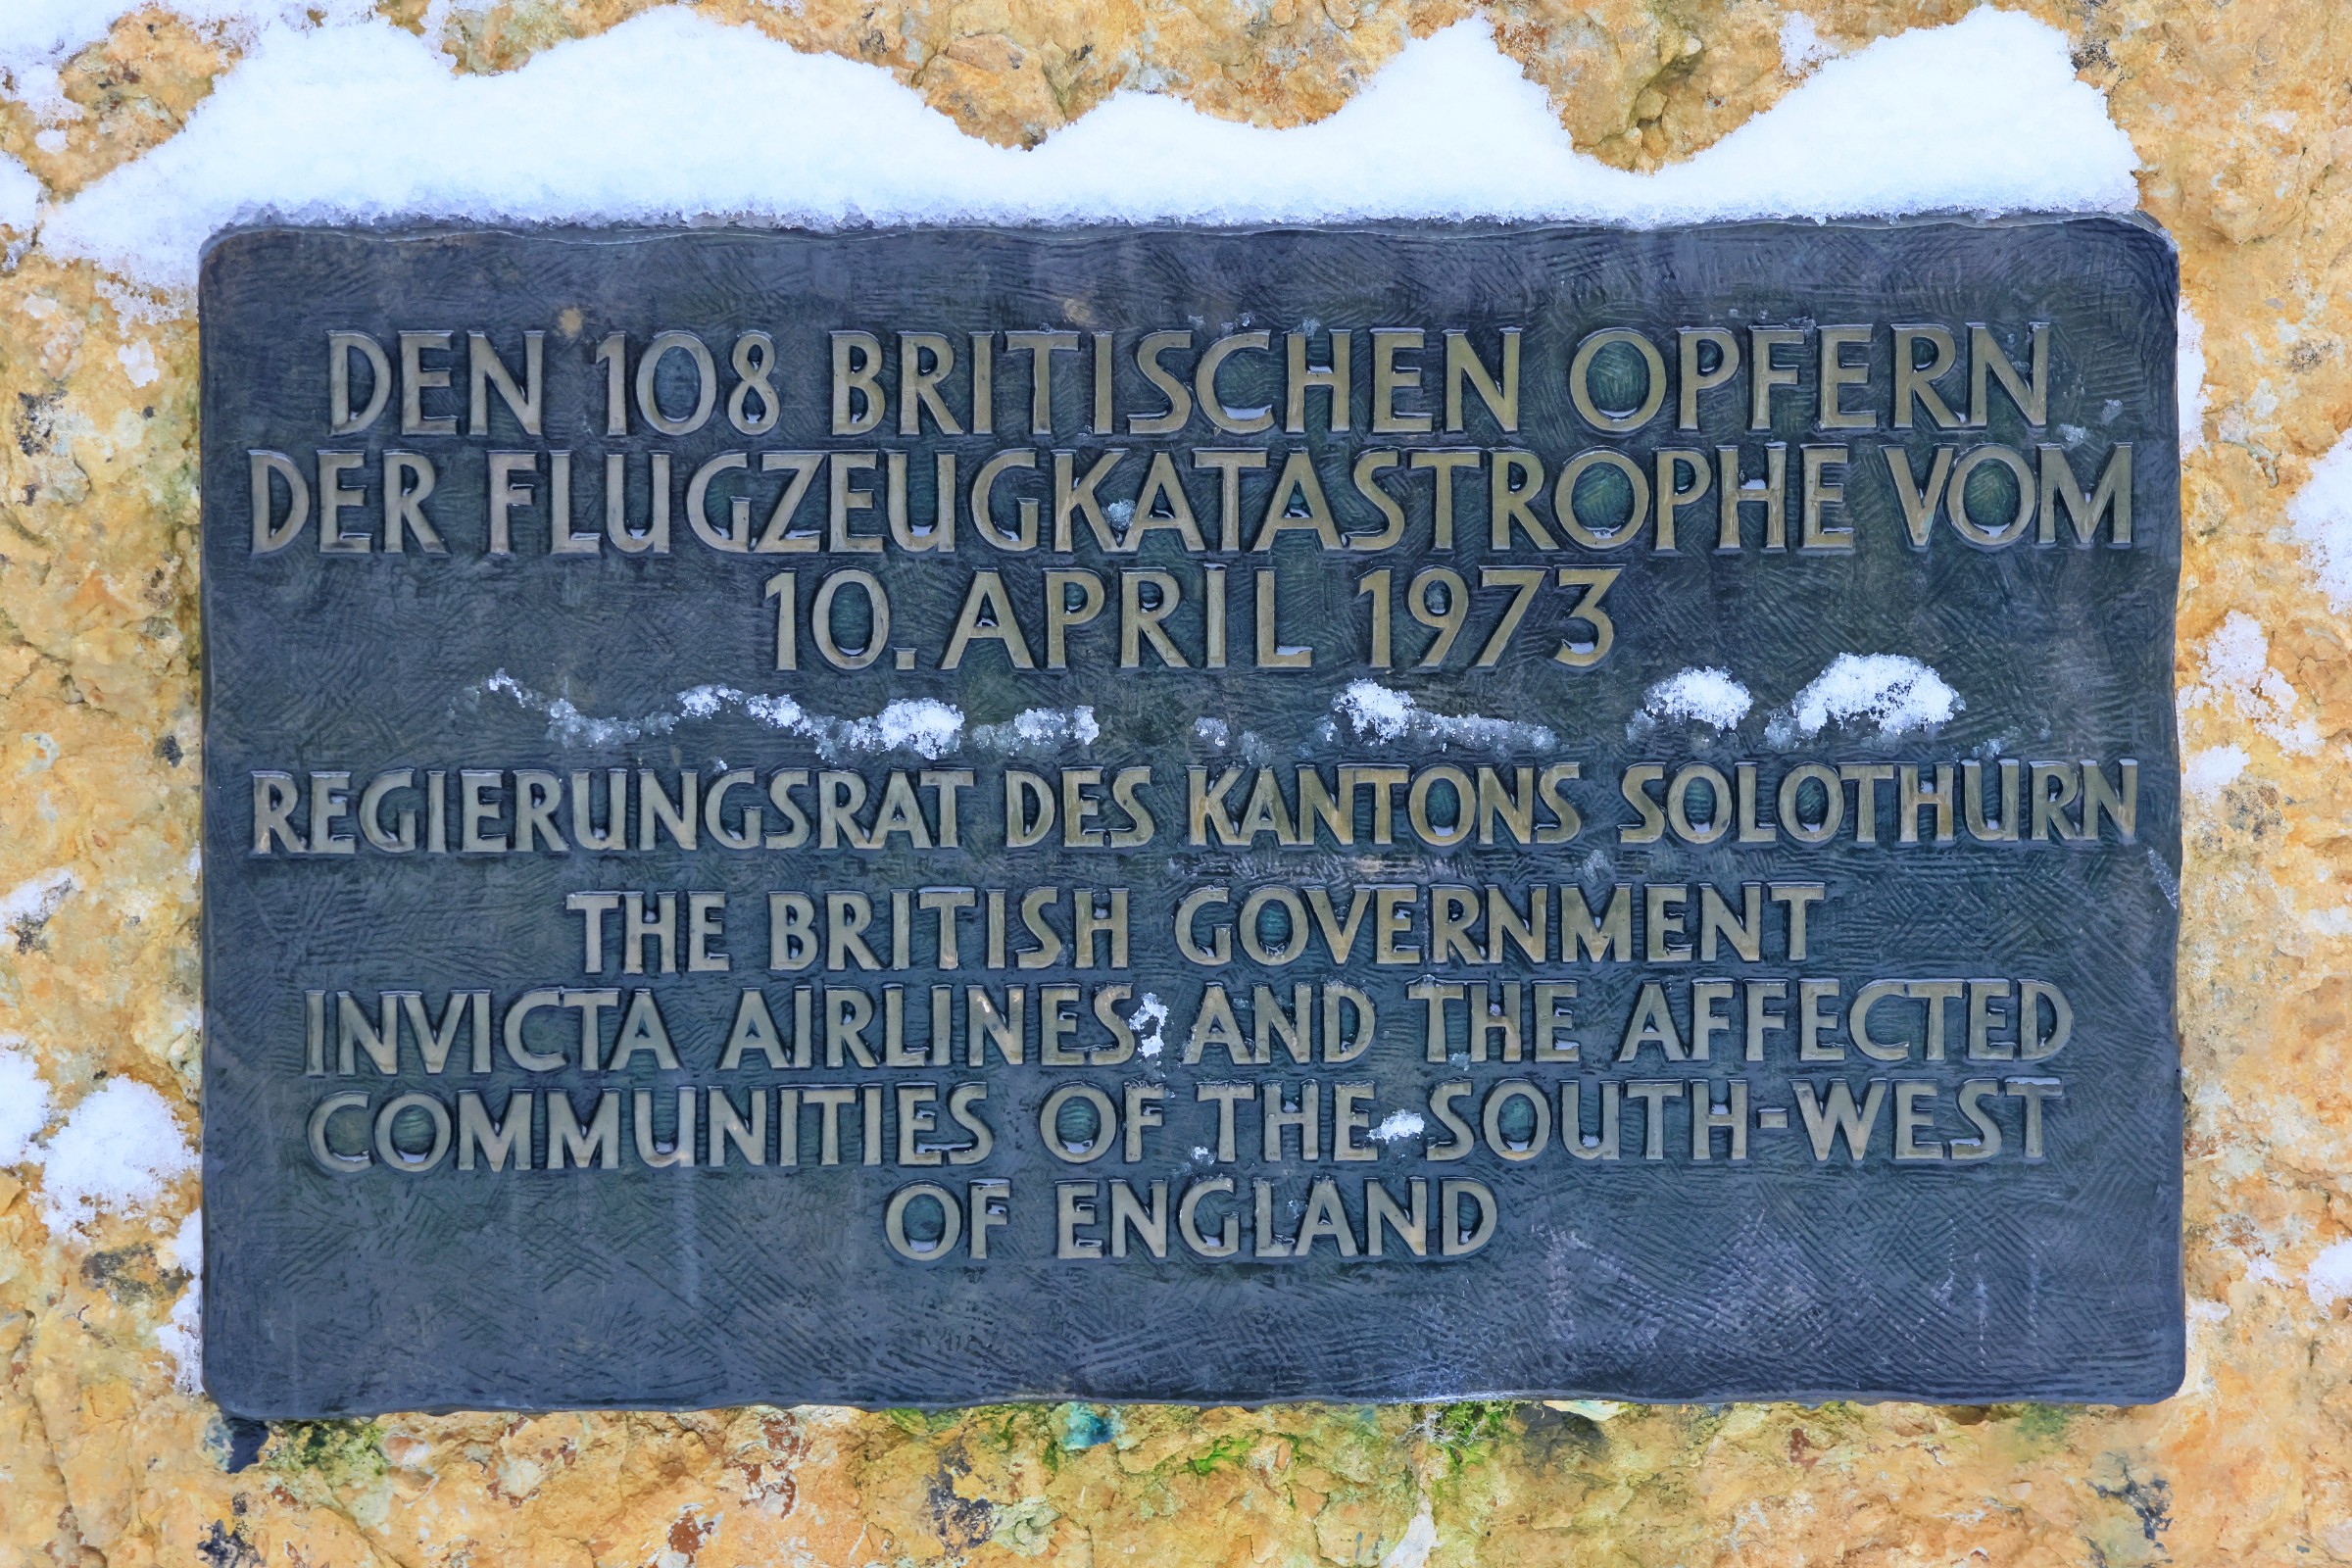 DEN 108 BRITISCHEN OPFERN
DER FLUGZEUGKATASTROPHE VOM
10. APRIL 1973
REGIERUNGSRAT DES KANTONS SOLOTHURN
THE BRITISH GOVERNMENT
INVICTA AIRLINES AND THE AFFECTED
COMMUNITIES OF THE SOUTH-WEST
OF ENGLAND